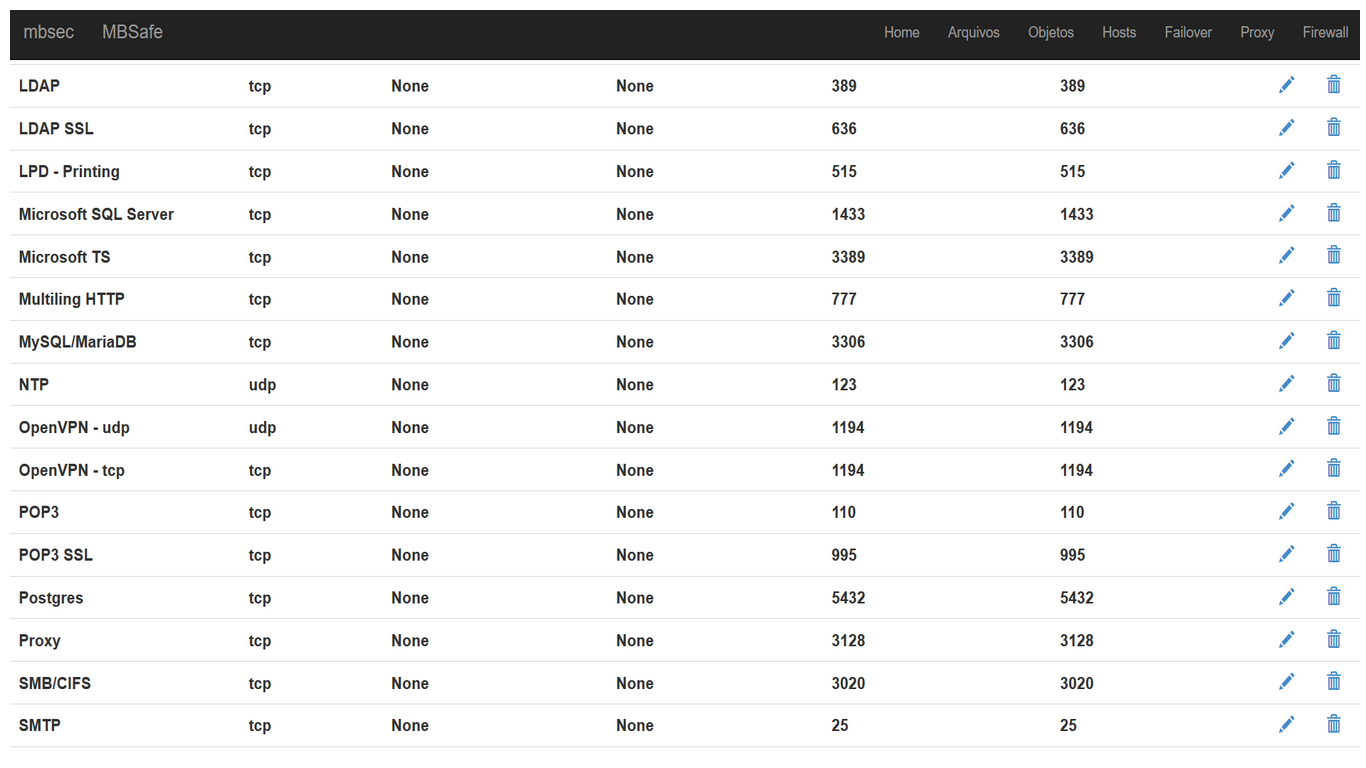 mbsec MBSafe Home Arquivos Objetos Hosts Failover Proxy Firewall
LDAP tcp None None 389 389
LDAP SSL tcp None None 636 636
LPD - Printing tcp None None 515 515
Microsoft SQL Server tcp None None 1433 1433
Microsoft TS tcp None None 3389 3389
Multiling HTTP tcp None None 777 777
MySQL/MariaDB tcp None None 3306 3306
NTP udp None None 123 123
OpenVPN - udp udp None None 1194 1194
OpenVPN - tcp tcp None None 1194 1194
POP3 tcp None None 110 110
POP3 SSL tcp None None 995 995
Postgres tcp None None 5432 5432
Proxy tcp None None 3128 3128
SMB/CIFS tcp None None 3020 3020
SMTP tcp None None 25 25